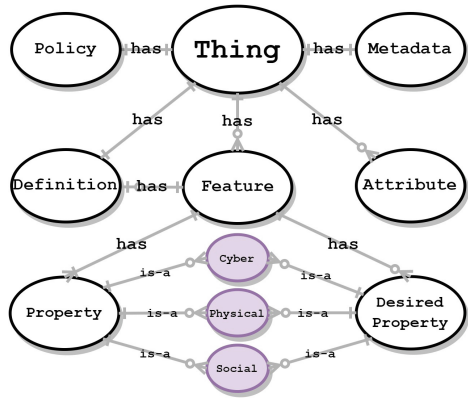 Policy
has
Thing
has
Metadata
has
has
has
Definition
has
Feature
Attribute
has
has
Cyber
is-a
is-a
Property
is-a
Physical
is-a
Desired
Property
is-a
Social
is-a